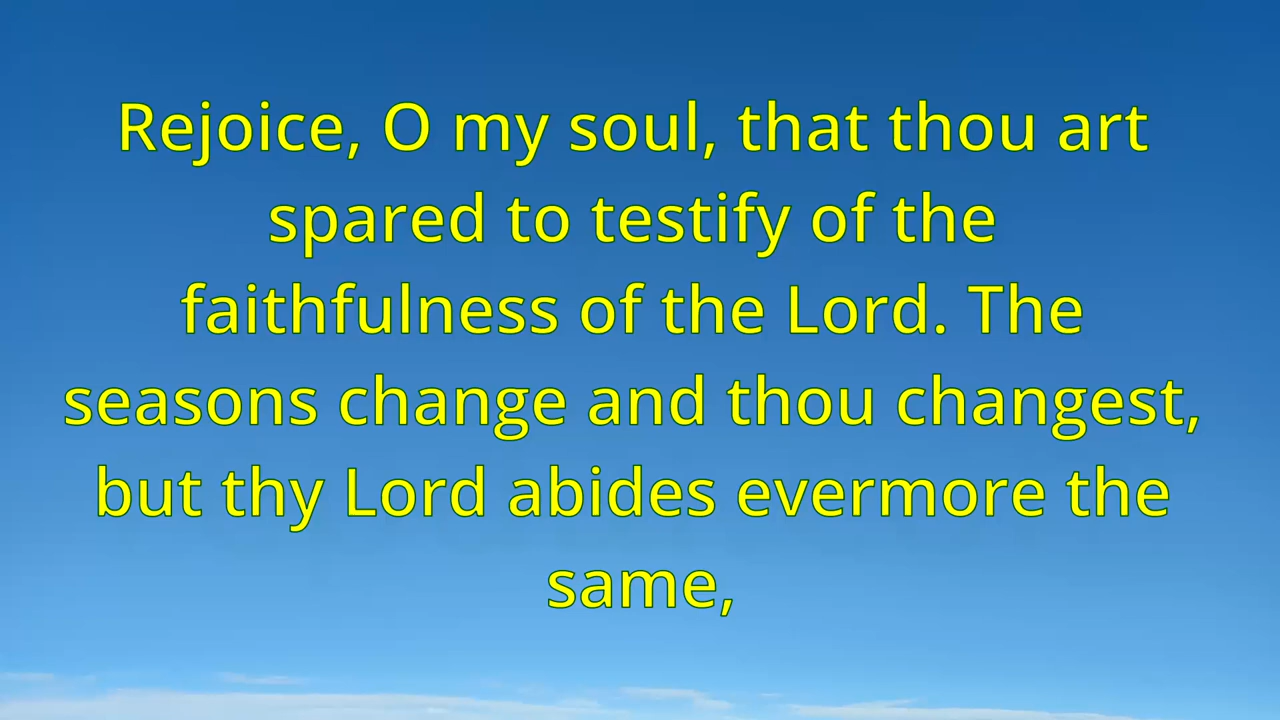 Rejoice, O my soul, that thou art
spared to testify of the
faithfulness of the Lord. The
seasons change and thou changest,
but thy Lord abides evermore the
same,